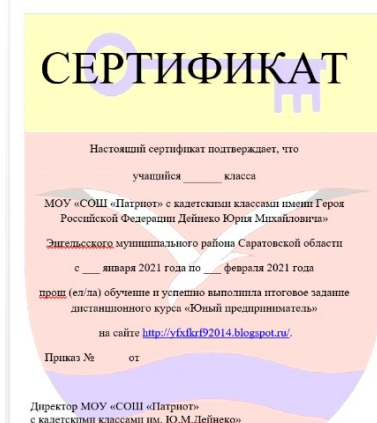 СЕРТИФИКАТ
Настоящий сертификат подтверждает, что
учащийся _______ класса
МОУ «СОШ «Патриот» с кадетскими классами имени Героя
Российской Федерации Дейнеко Юрия Михайловича»
Энгельсского муниципального района Саратовской области
с ___ января 2021 года по ___ февраля 2021 года
прош (ел/ла) обучение и успешно выполнила итоговое задание
дистанционного курса «Юный предприниматель»
на сайте http://yfxfkrf92014.blogspot.ru/.
Приказ № от
Директор МОУ «СОШ «Патриот»
с кадетскими классами им. Ю.М.Дейнеко»